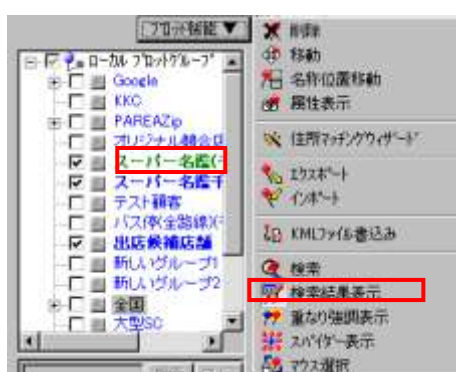 プロット機能▼
ローカル プロットグループ
Google
KKC
PAREAZip
オリジナル競合店
スーパー名鑑(千
スーパー名鑑千
テスト顧客
バス停(全路線)(千
出店候補店舗
新しいグループ1
新しいグループ2
全国
大型SC
削除
移動
名称位置移動
属性表示
住所マッチングウィザード
エクスポート
インポート
KMLファイル書込み
検索
検索結果表示
重なり強調表示
スパイダー表示
マウス選択